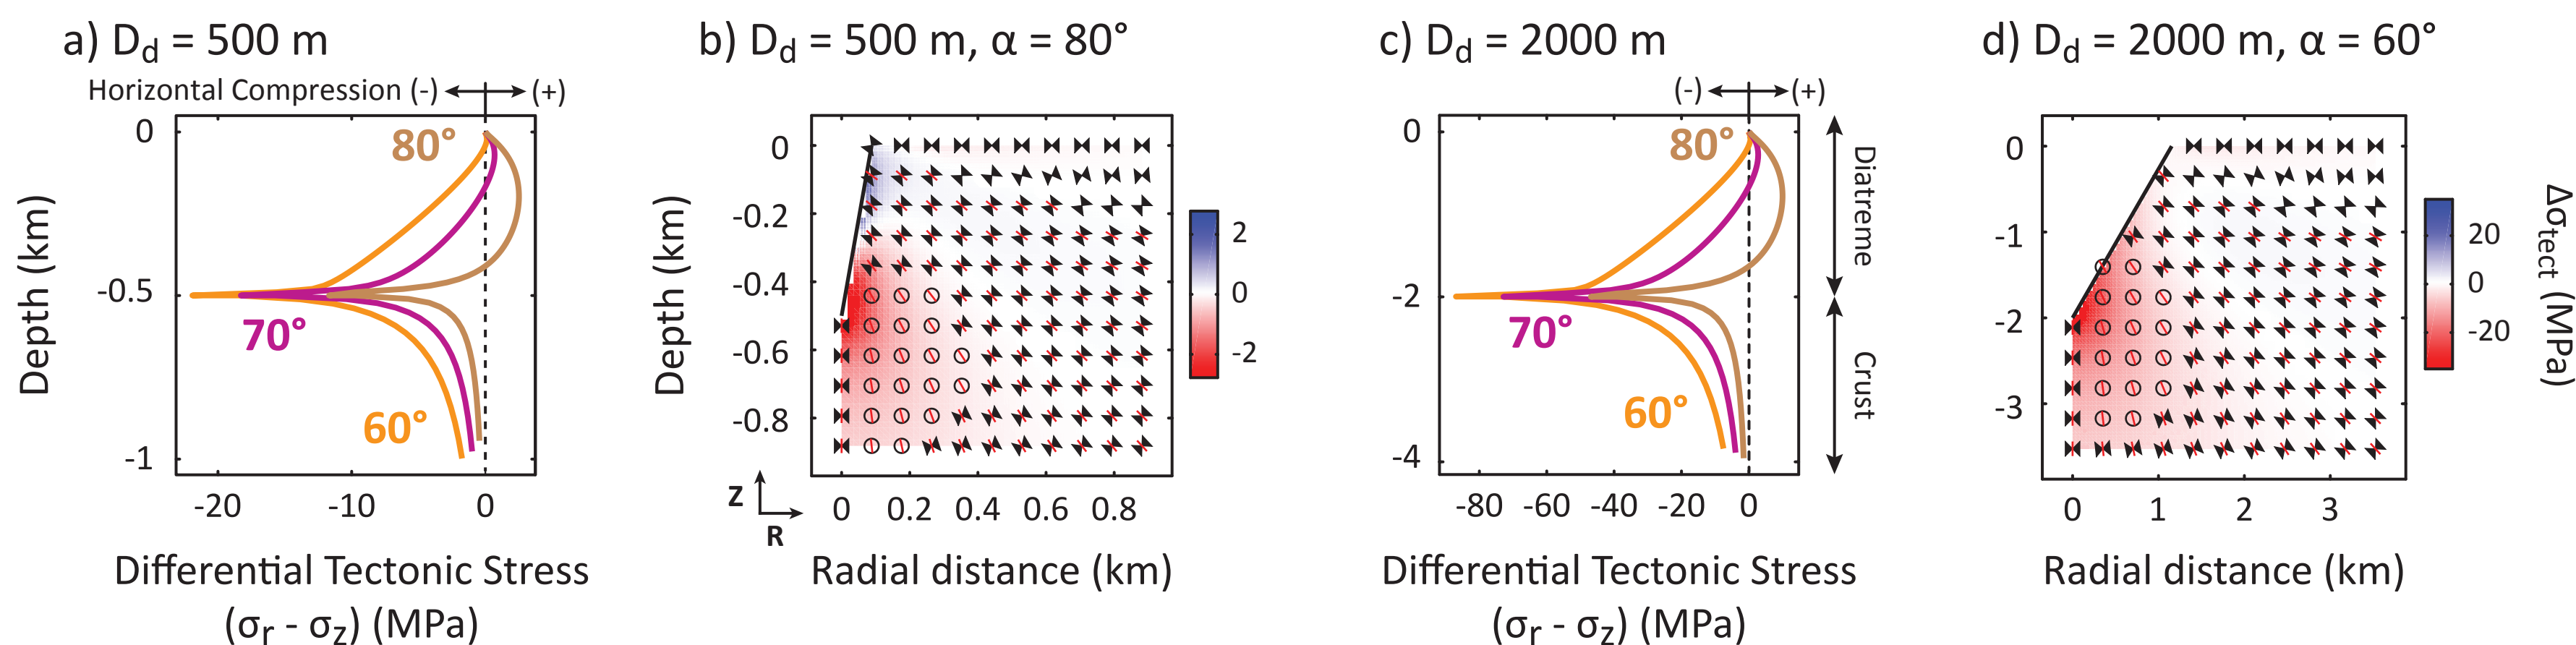 a) Dd = 500 m
Horizontal Compression (-) (+)
80°
70°
60°
0
-0.5
-1
Depth (km)
-20 -10 0
Differential Tectonic Stress
(σr - σz) (MPa)
b) Dd = 500 m, α = 80°
0
-0.2
-0.4
-0.6
-0.8
Depth (km)
Z
R
0 0.2 0.4 0.6 0.8
Radial distance (km)
2
0
-2
c) Dd = 2000 m
(-) (+)
80°
70°
60°
0
-2
-4
Diatreme
Crust
-80 -60 -40 -20 0
Differential Tectonic Stress
(σr - σz) (MPa)
d) Dd = 2000 m, α = 60°
0
-1
-2
-3
0 1 2 3
Radial distance (km)
20
0
-20
Δσtect (MPa)